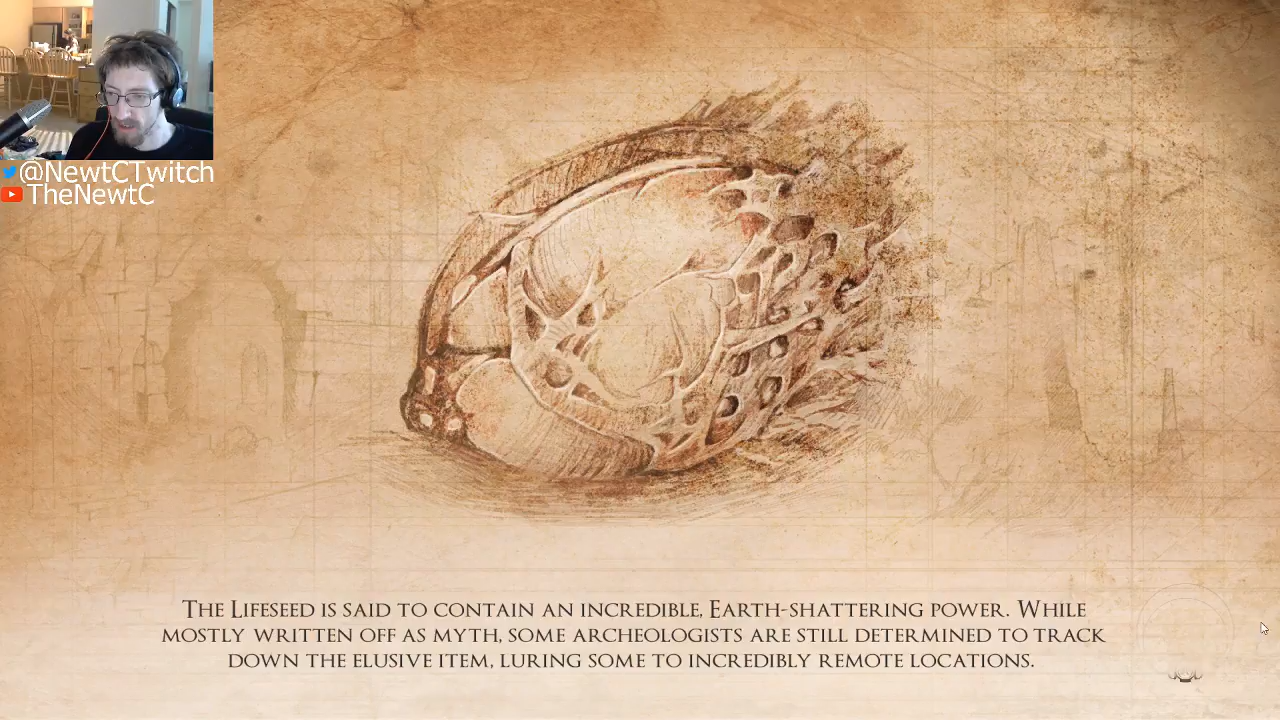 @NewtCTwitch
TheNewtC
The Lifeseed is said to contain an incredible, Earth-shattering power. While
mostly written off as myth, some archeologists are still determined to track
down the elusive item, luring some to incredibly remote locations.